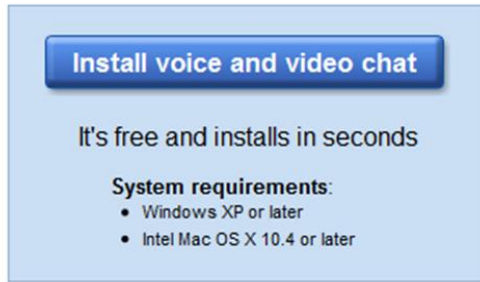 Install voice and video chat
It's free and installs in seconds
System requirements:
• Windows XP or later
• Intel Mac OS X 10.4 or later